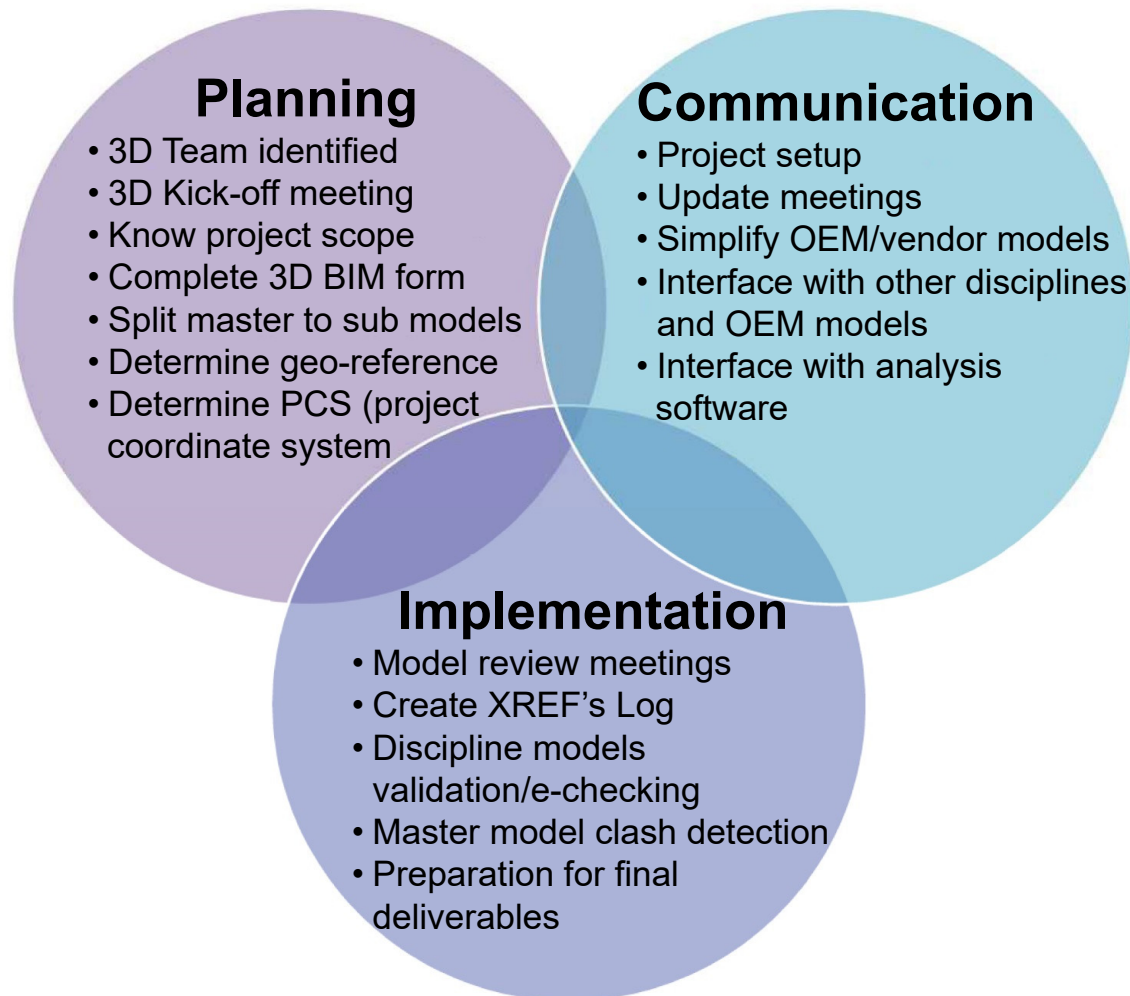 Planning
• 3D Team identified
• 3D Kick-off meeting
• Know project scope
• Complete 3D BIM form
• Split master to sub models
• Determine geo-reference
• Determine PCS (project
coordinate system
Communication
• Project setup
• Update meetings
• Simplify OEM/vendor models
• Interface with other disciplines
and OEM models
• Interface with analysis
software
Implementation
• Model review meetings
• Create XREF’s Log
• Discipline models
validation/e-checking
• Master model clash detection
• Preparation for final
deliverables